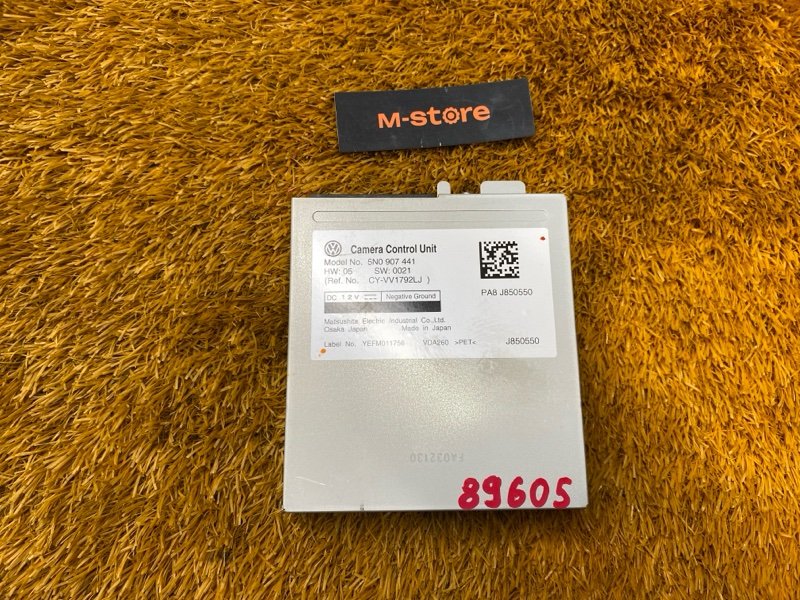 M-store
Camera Control Unit
Model No. 5N0 907 441
HW: 05 SW: 0021
(Ref. No. CY-VV1792LJ )
PA8 J850550
DC 12V Negative Ground
Matsushita Electric Industrial Co.,Ltd.
Osaka Japan Made in Japan
Label No. YEFM011756 VDA260 >PET< J850550
FA032130
89605